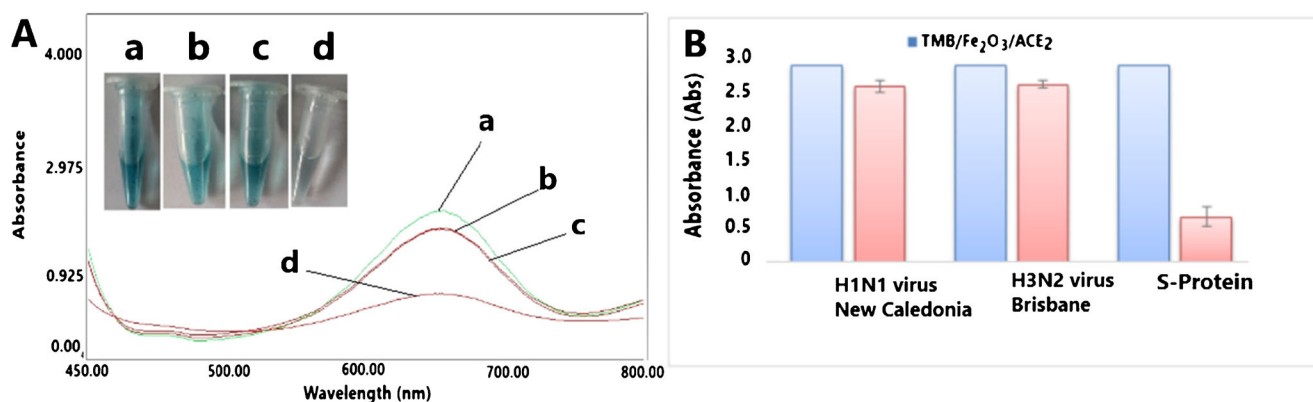 A
a b c d
4.000
2.975
0.925
0.00
Absorbance
a
b
c
d
450.00 500.00 600.00 700.00 800.00
Wavelength (nm)
B
TMB/Fe₂O₃/ACE₂
3.0
2.5
2.0
1.5
1.0
0.5
0
Absorbance (Abs)
H1N1 virus
New Caledonia
H3N2 virus
Brisbane
S-Protein